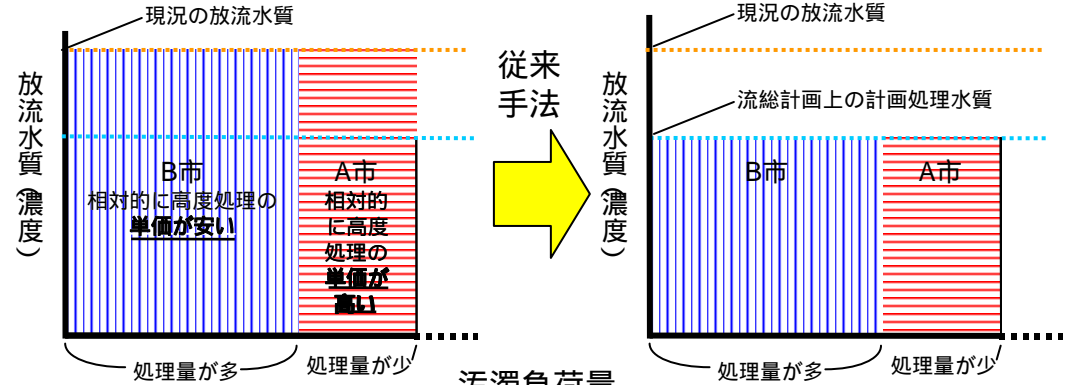 現況の放流水質
放流水質(濃度)
B市
相対的に高度処理の
単価が安い
A市
相対的
に高度
処理の
単価が
高い
処理量が多
処理量が少
従来
手法
現況の放流水質
流総計画上の計画処理水質
放流水質(濃度)
B市
A市
処理量が多
処理量が少
汚濁負荷量